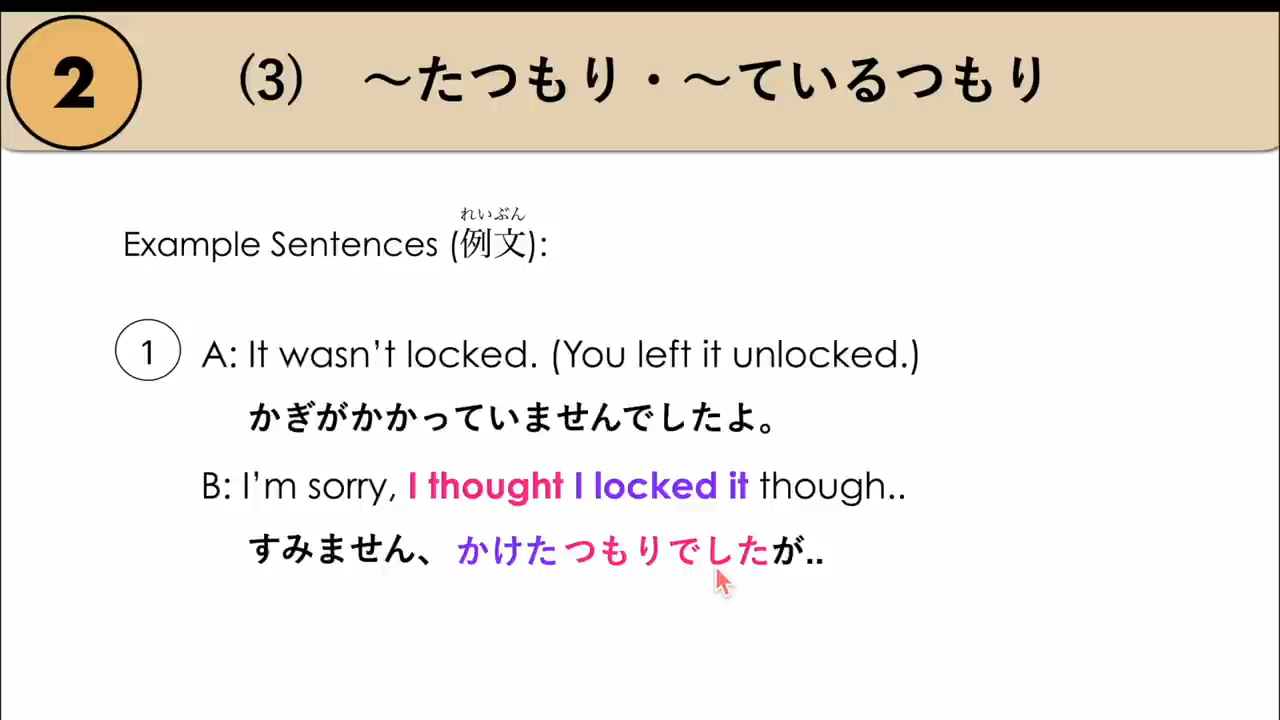 2
(3) ～たつもり・～ているつもり
れいぶん
Example Sentences (例文):
1 A: It wasn't locked. (You left it unlocked.)
かぎがかかっていませんでしたよ。
B: I'm sorry, I thought I locked it though..
すみません、かけたつもりでしたが..